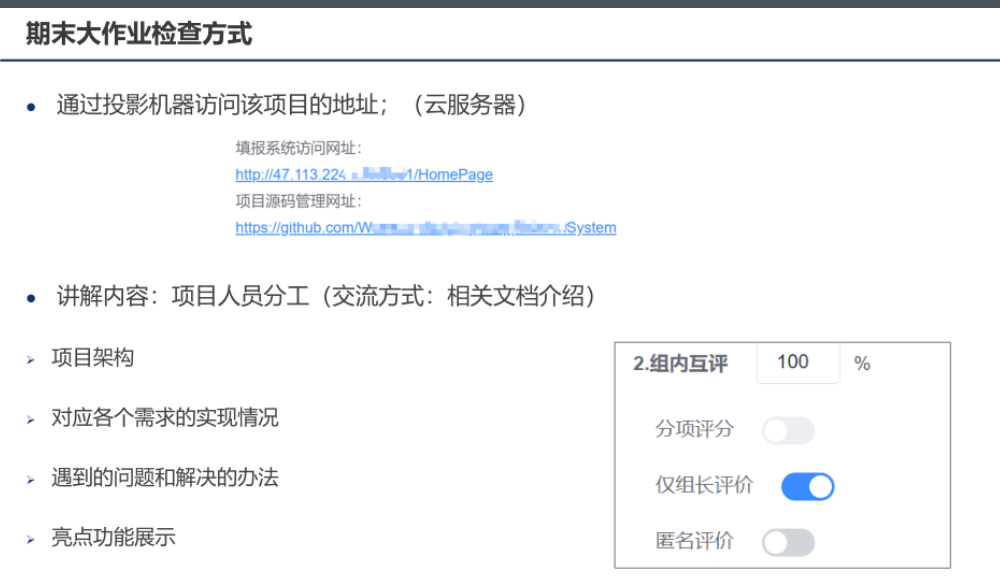 期末大作业检查方式
通过投影机器访问该项目的地址；（云服务器）
填报系统访问网址：
http://47.113.224 1/HomePage
项目源码管理网址：
https://github.com/W /System
讲解内容：项目人员分工（交流方式：相关文档介绍）
项目架构
对应各个需求的实现情况
遇到的问题和解决的办法
亮点功能展示
2.组内互评 100 %
分项评分
仅组长评价
匿名评价